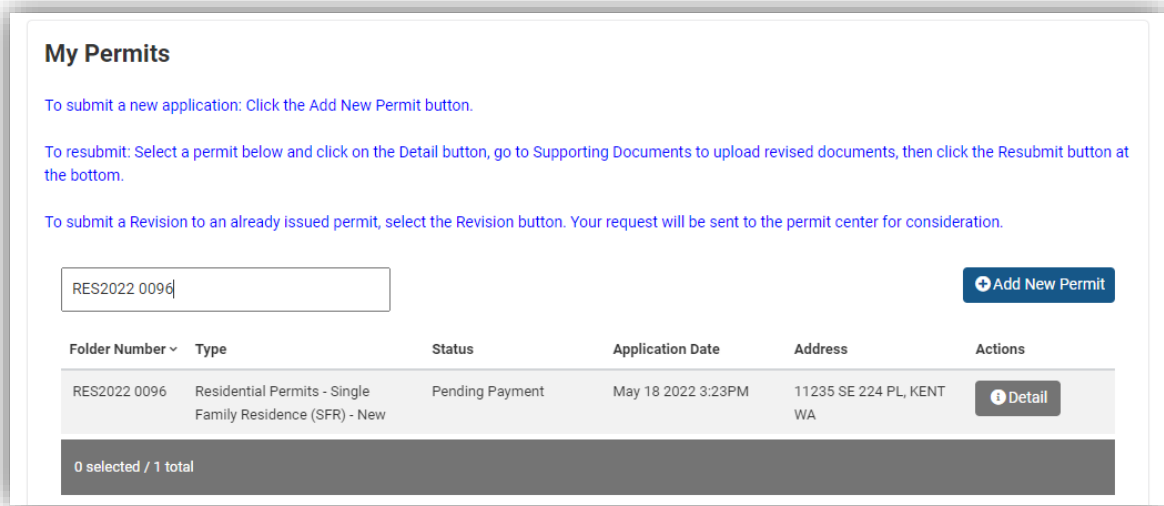 My Permits
To submit a new application: Click the Add New Permit button.
To resubmit: Select a permit below and click on the Detail button, go to Supporting Documents to upload revised documents, then click the Resubmit button at
the bottom.
To submit a Revision to an already issued permit, select the Revision button. Your request will be sent to the permit center for consideration.
RES2022 0096
Add New Permit
Folder Number Type Status Application Date Address Actions
RES2022 0096 Residential Permits - Single Pending Payment May 18 2022 3:23PM 11235 SE 224 PL, KENT Detail
Family Residence (SFR) - New WA
0 selected / 1 total